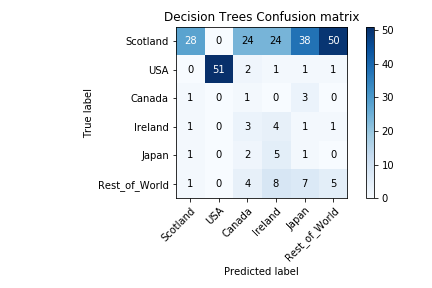 Decision Trees Confusion matrix
Scotland 28 0 24 24 38 50
USA 0 51 2 1 1 1
Canada 1 0 1 0 3 0
Ireland 1 0 3 4 1 1
Japan 1 0 2 5 1 0
Rest_of_World 1 0 4 8 7 5
Scotland USA Canada Ireland Japan Rest_of_World
True label
Predicted label
50
40
30
20
10
0